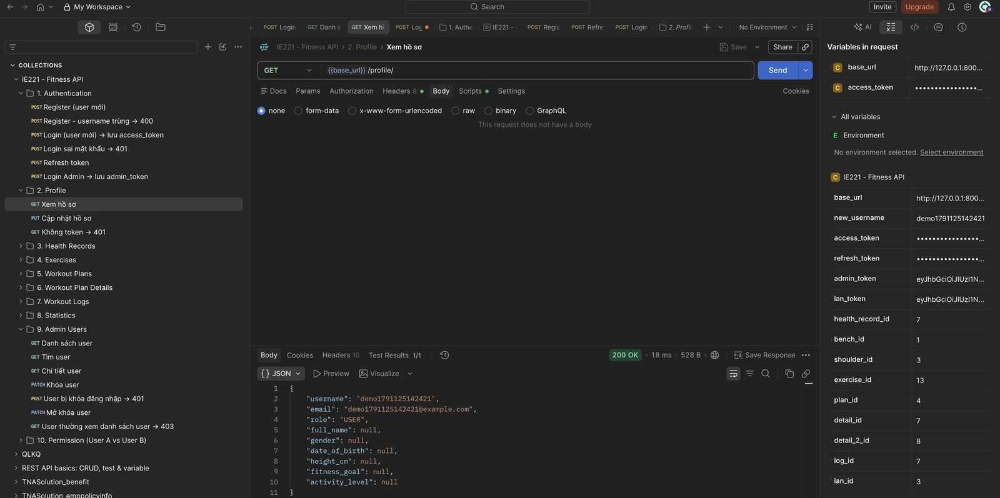 My Workspace
Search
Invite
Upgrade
POST Login
GET Danh s
GET Xem h
POST Log
1. Authe
IE221 -
POST Regis
POST Refre
POST Login
2. Profil
No Environment
AI
COLLECTIONS
IE221 - Fitness API
1. Authentication
POST Register (user mới)
POST Register - username trùng → 400
POST Login (user mới) → lưu access_token
POST Login sai mật khẩu → 401
POST Refresh token
POST Login Admin → lưu admin_token
2. Profile
GET Xem hồ sơ
PUT Cập nhật hồ sơ
GET Không token → 401
3. Health Records
4. Exercises
5. Workout Plans
6. Workout Plan Details
7. Workout Logs
8. Statistics
9. Admin Users
GET Danh sách user
GET Tìm user
GET Chi tiết user
PATCH Khóa user
POST User bị khóa đăng nhập → 401
PATCH Mở khóa user
GET User thường xem danh sách user → 403
10. Permission (User A vs User B)
QLKQ
REST API basics: CRUD, test & variable
TNASolution_benefit
TNASolution_emppolicyinfo
HTTP IE221 - Fitness API > 2. Profile > Xem hồ sơ
Save
Share
GET
{{base_url}} /profile/
Send
Docs Params Authorization Headers 8 Body Scripts Settings
Cookies
none form-data x-www-form-urlencoded raw binary GraphQL
This request does not have a body
Body Cookies Headers 10 Test Results 1/1
200 OK • 18 ms • 528 B
e.g. Save Response
{} JSON Preview Visualize
1 {
2 "username": "demo1791125142421",
3 "email": "demo1791125142421@example.com",
4 "role": "USER",
5 "full_name": null,
6 "gender": null,
7 "date_of_birth": null,
8 "height_cm": null,
9 "fitness_goal": null,
10 "activity_level": null
11 }
Variables in request
C base_url http://127.0.0.1:800...
C access_token ••••••••••••••••...
All variables
E Environment
No environment selected. Select environment
C IE221 - Fitness API
base_url http://127.0.0.1:800...
new_username demo1791125142421
access_token ••••••••••••••••...
refresh_token ••••••••••••••••...
admin_token eyJhbGciOiJIUzI1N...
lan_token eyJhbGciOiJIUzI1N...
health_record_id 7
bench_id 1
shoulder_id 3
exercise_id 13
plan_id 4
detail_id 7
detail_2_id 8
log_id 7
lan_id 3